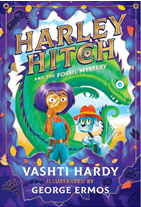 HARLEY
HITCH
AND THE FOSSIL MYSTERY
VASHTI HARDY
ILLUSTRATED BY
GEORGE ERMOS